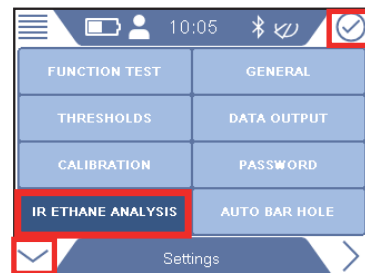 10:05
FUNCTION TEST GENERAL
THRESHOLDS DATA OUTPUT
CALIBRATION PASSWORD
IR ETHANE ANALYSIS AUTO BAR HOLE
Settings